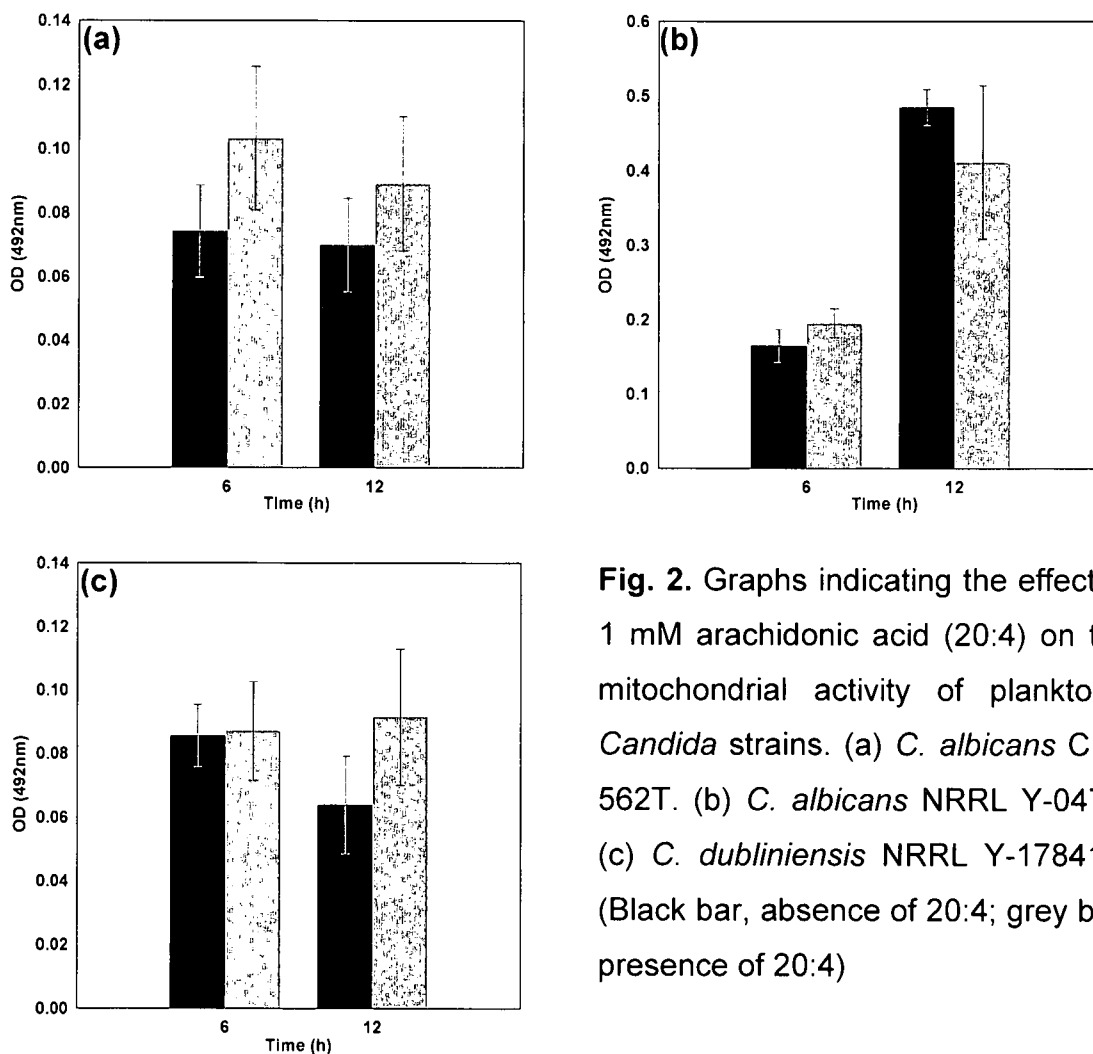 (a)
0.14
0.12
0.10
0.08
0.06
0.04
0.02
0.00
OD (492nm)
6
12
Time (h)
(b)
0.6
0.5
0.4
0.3
0.2
0.1
0.0
OD (492nm)
6
12
Time (h)
(c)
0.14
0.12
0.10
0.08
0.06
0.04
0.02
0.00
OD (492nm)
6
12
Time (h)
Fig. 2. Graphs indicating the effect
1 mM arachidonic acid (20:4) on
mitochondrial activity of
Candida strains. (a) C. albicans
562T. (b) C. albicans NRRL
(c) C. dubliniensis NRRL
(Black bar, absence of 20:4; grey
presence of 20:4)